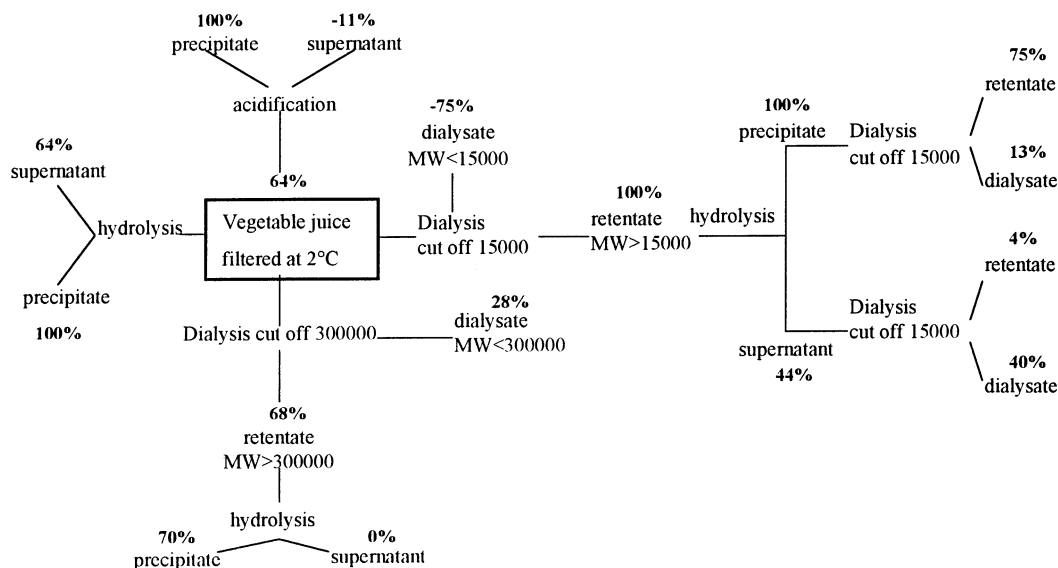 100%
precipitate
-11%
supernatant
acidification
64%
supernatant
hydrolysis
precipitate
100%
64%
Vegetable juice
filtered at 2°C
-75%
dialysate
MW<15000
Dialysis
cut off 15000
100%
retentate
MW>15000
hydrolysis
100%
precipitate
Dialysis
cut off 15000
75%
retentate
13%
dialysate
supernatant
44%
Dialysis
cut off 15000
4%
retentate
40%
dialysate
Dialysis cut off 300000
28%
dialysate
MW<300000
68%
retentate
MW>300000
hydrolysis
70%
precipitate
0%
supernatant